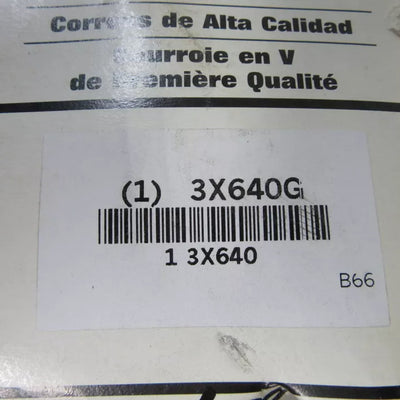 Correas de Alta Calidad
Courroie en V
de Première Qualité
(1) 3X640G
1 3X640
B66